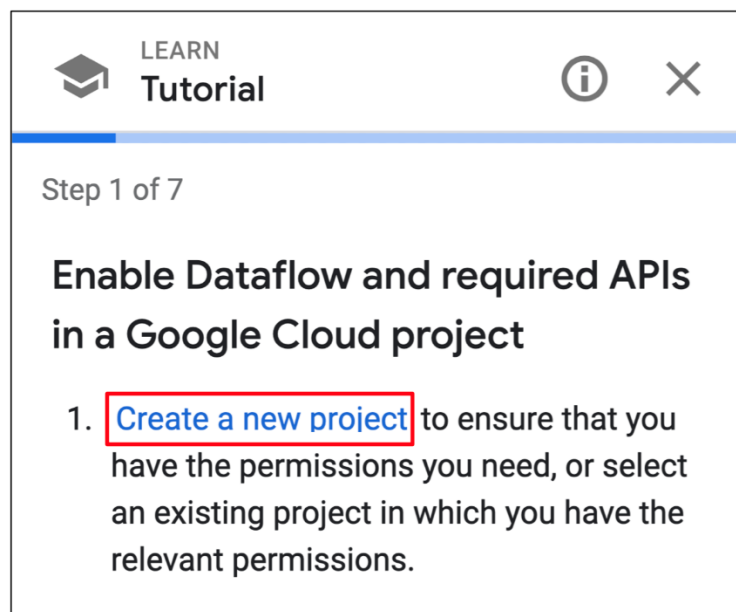 LEARN
Tutorial
Step 1 of 7
Enable Dataflow and required APIs
in a Google Cloud project
1. Create a new project to ensure that you
have the permissions you need, or select
an existing project in which you have the
relevant permissions.